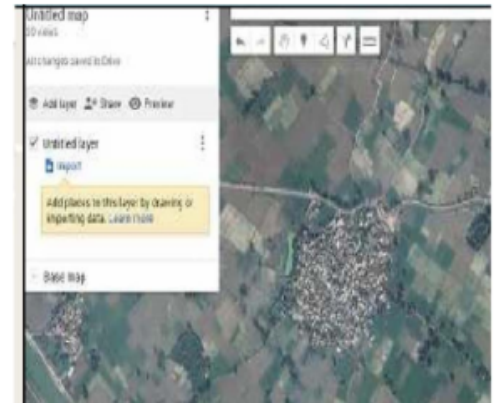 Untitled map
All changes saved in Drive
Add layer Share Preview
Untitled layer
Import
Add places to this layer by drawing or
importing data. Learn more
Base map